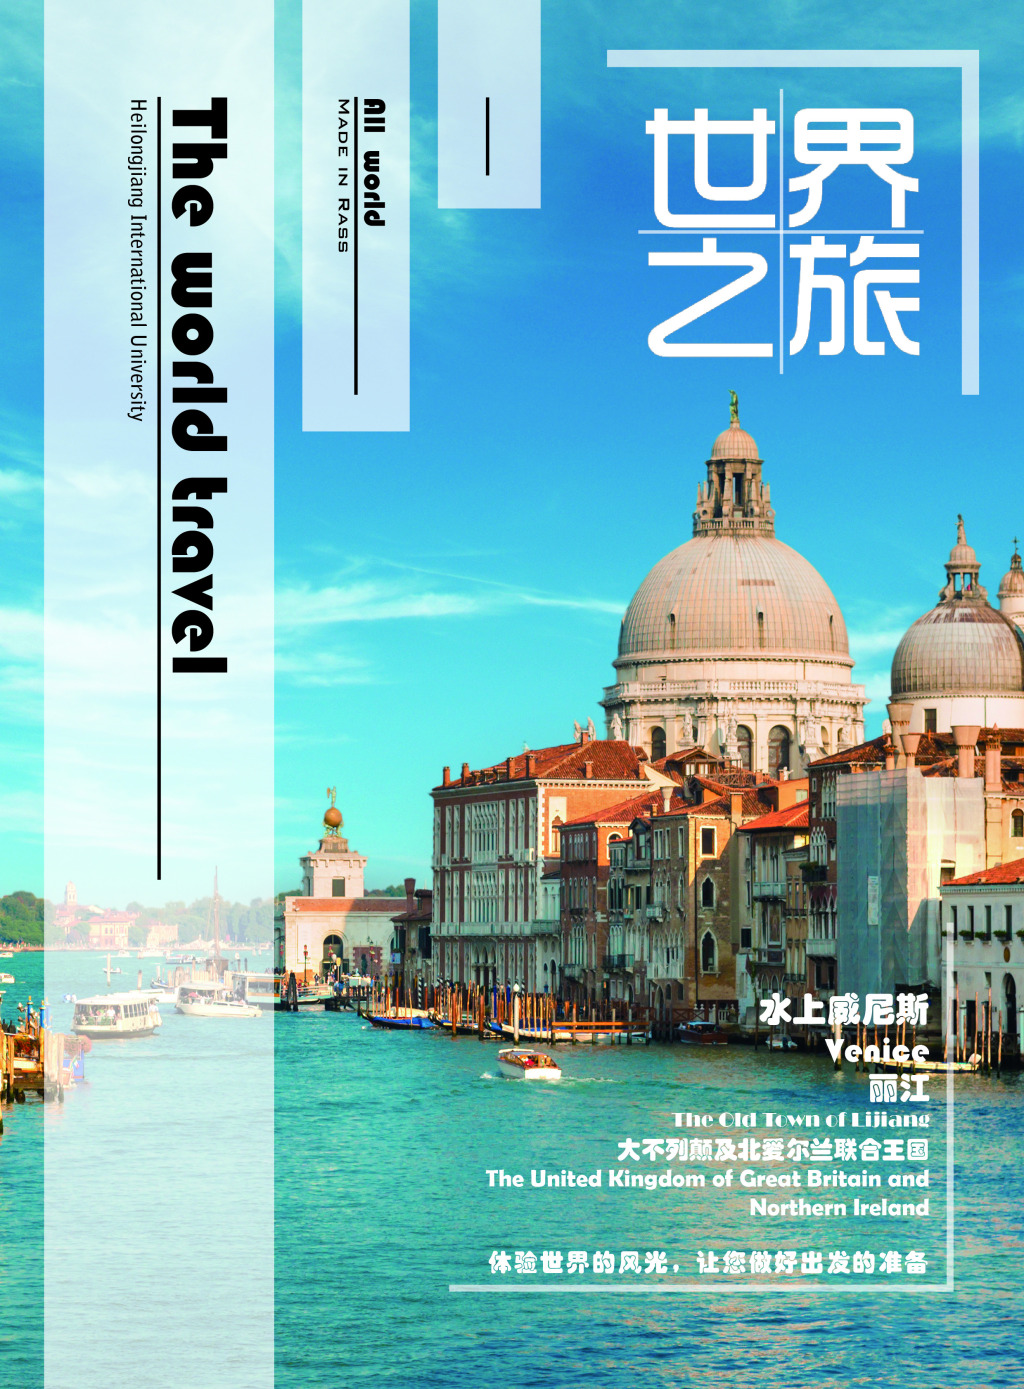 世界
之旅
The world travel
Heilongjiang International University
All world
MADE IN RASS
水上威尼斯
Venice
丽江
The Old Town of Lijiang
大不列颠及北爱尔兰联合王国
The United Kingdom of Great Britain and
Northern Ireland
体验世界的风光，让您做好出发的准备